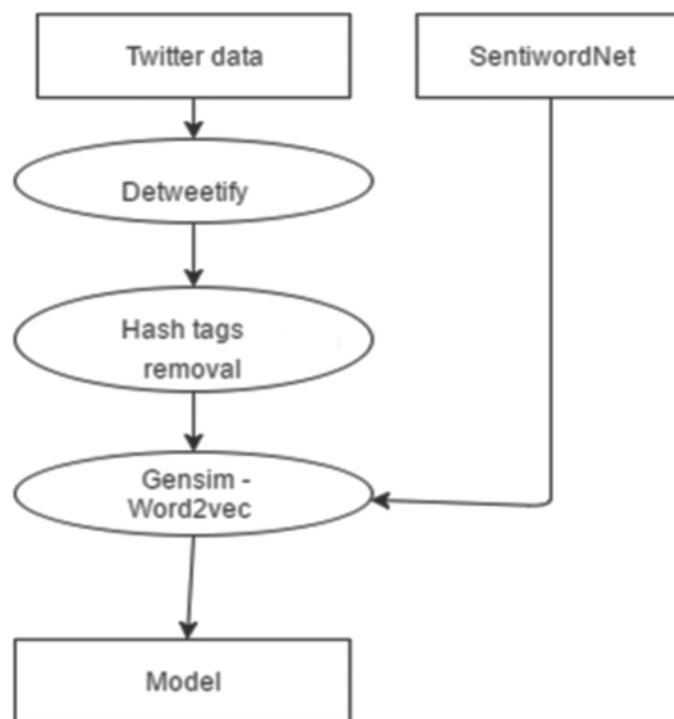 Twitter data
SentiwordNet
Detweetify
Hash tags
removal
Gensim -
Word2vec
Model